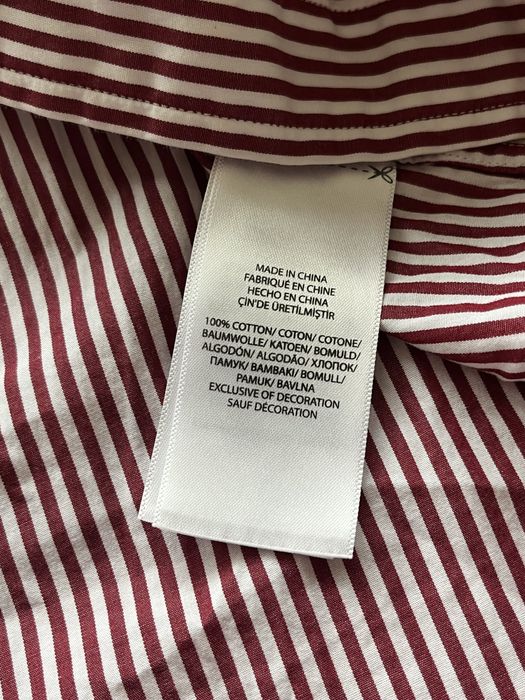 MADE IN CHINA
FABRIQUÉ EN CHINE
HECHO EN CHINA
ÇİN'DE ÜRETİLMİŞTİR
100% COTTON/ COTON/ COTONE/
BAUMWOLLE/ KATOEN/ BOMULD/
ALGODÓN/ ALGODÃO/ ХЛОПОК/
ПАМУК/ ΒΑΜΒΑΚΙ/ BOMULL/
PAMUK/ BAVLNA
EXCLUSIVE OF DECORATION
SAUF DÉCORATION